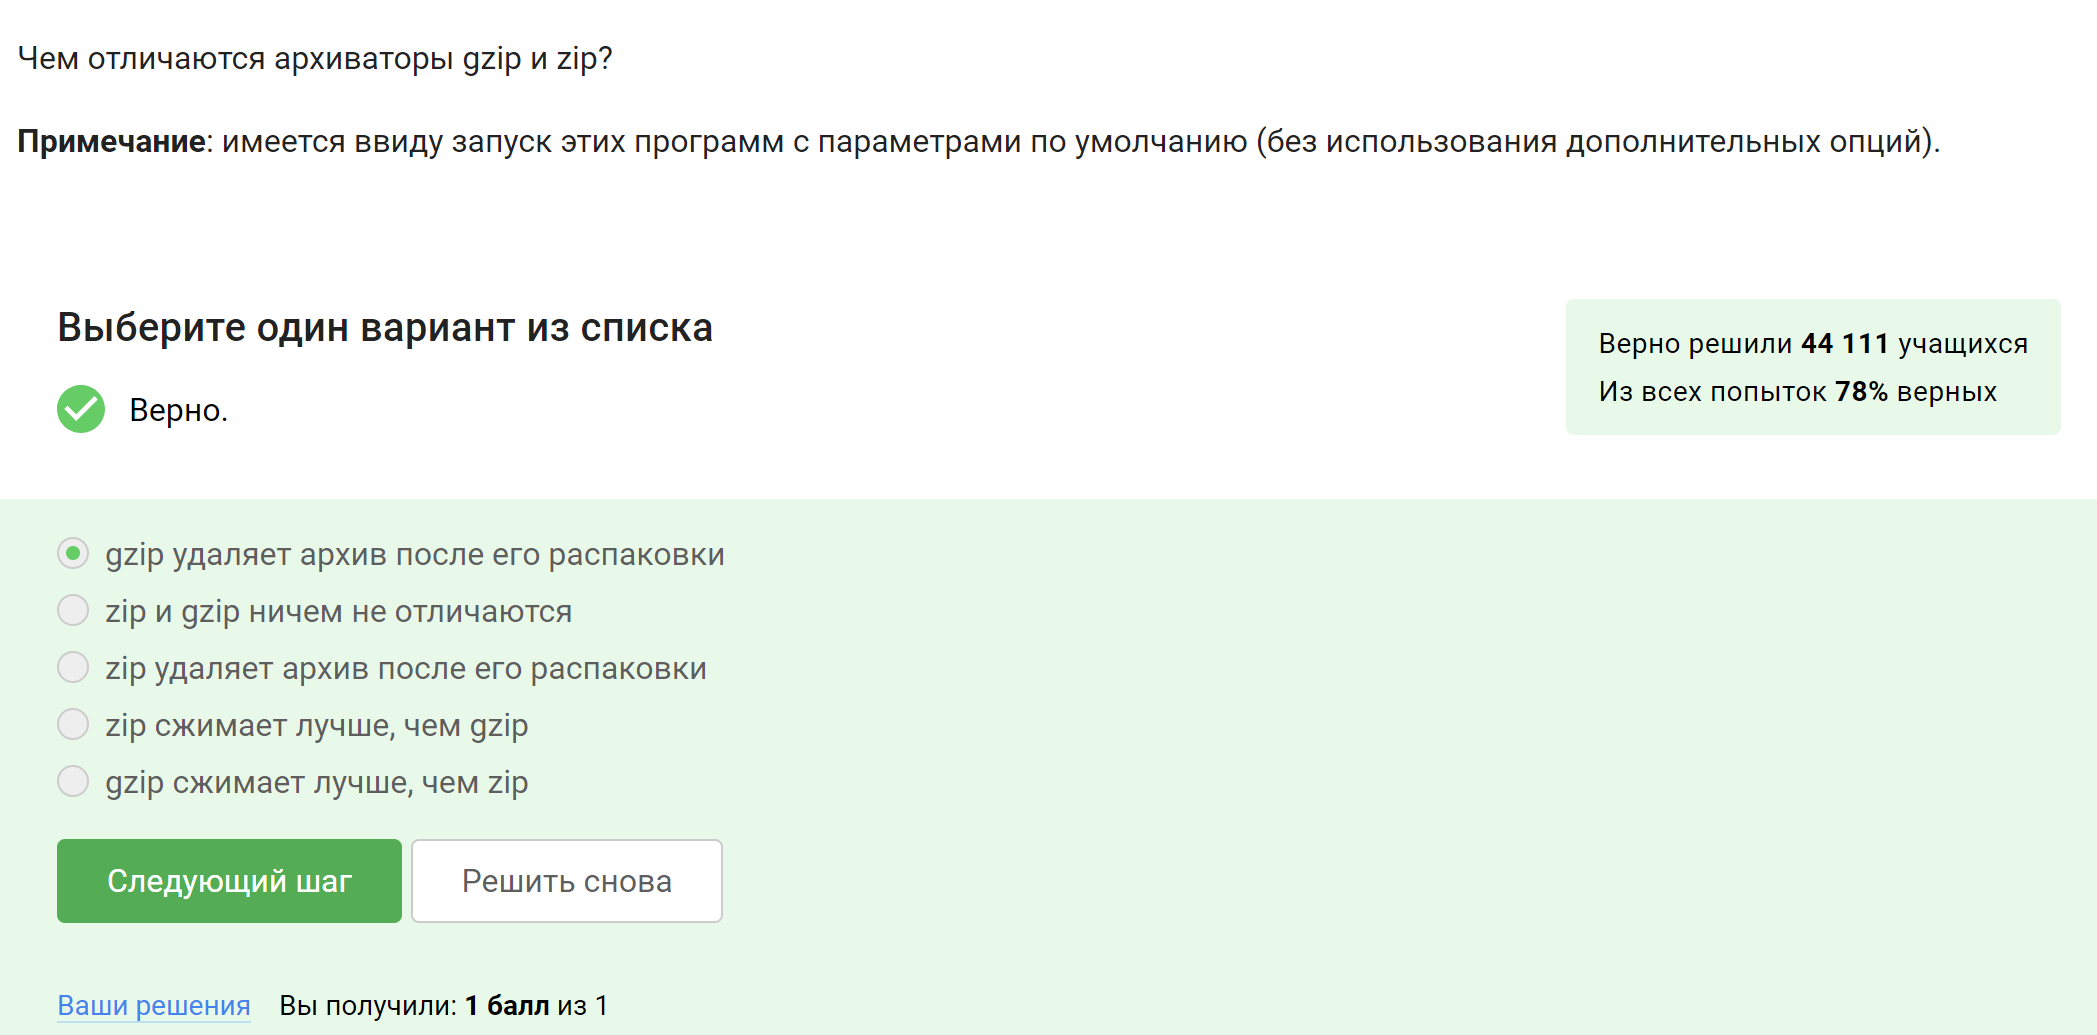 Чем отличаются архиваторы gzip и zip?
Примечание: имеется ввиду запуск этих программ с параметрами по умолчанию (без использования дополнительных опций).
Выберите один вариант из списка
Верно.
Верно решили 44 111 учащихся
Из всех попыток 78% верных
gzip удаляет архив после его распаковки
zip и gzip ничем не отличаются
zip удаляет архив после его распаковки
zip сжимает лучше, чем gzip
gzip сжимает лучше, чем zip
Следующий шаг
Решить снова
Ваши решения Вы получили: 1 балл из 1